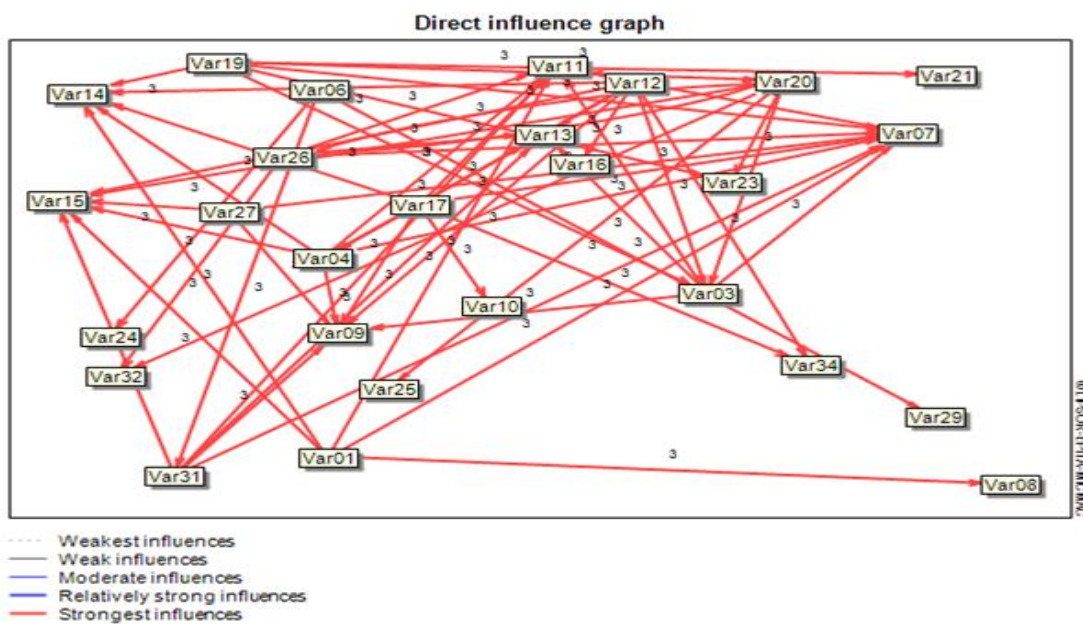 Direct influence graph
Var19
Var11
Var21
Var14
Var06
Var12
Var20
Var13
Var07
Var26
Var16
Var23
Var15
Var27
Var17
Var04
Var03
Var10
Var24
Var09
Var32
Var34
Var25
Var29
Var31
Var01
Var08
3
Weakest influences
Weak influences
Moderate influences
Relatively strong influences
Strongest influences